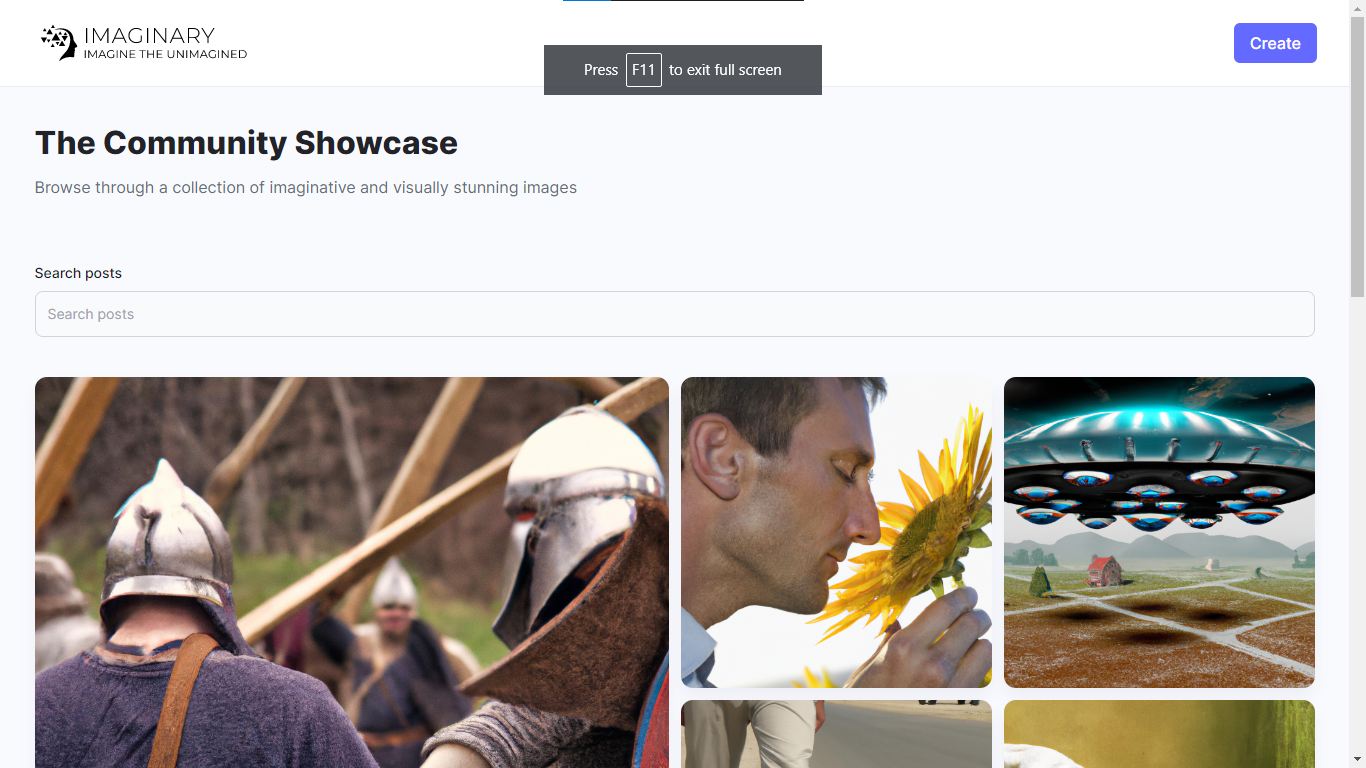 IMAGINARY
IMAGINE THE UNIMAGINED
Create
Press F11 to exit full screen
The Community Showcase
Browse through a collection of imaginative and visually stunning images
Search posts
Search posts